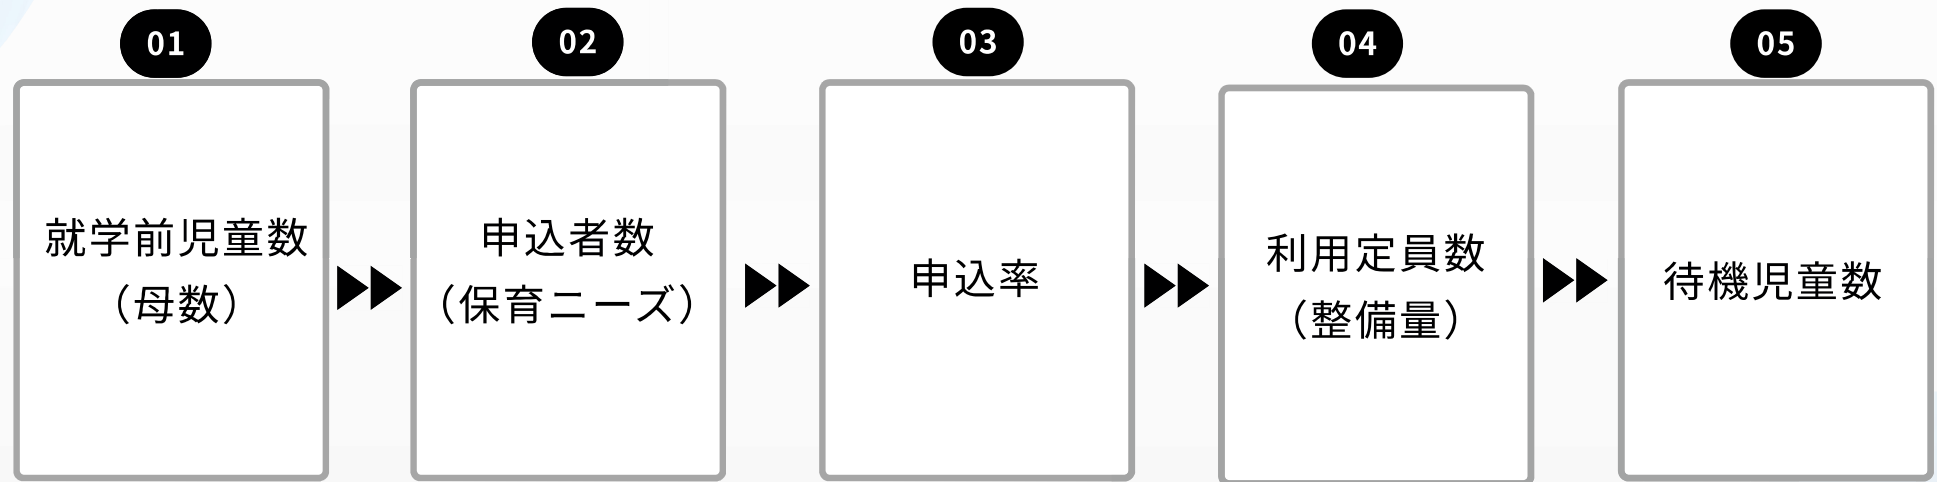 01
就学前児童数
（母数）
02
申込者数
（保育ニーズ）
03
申込率
04
利用定員数
（整備量）
05
待機児童数